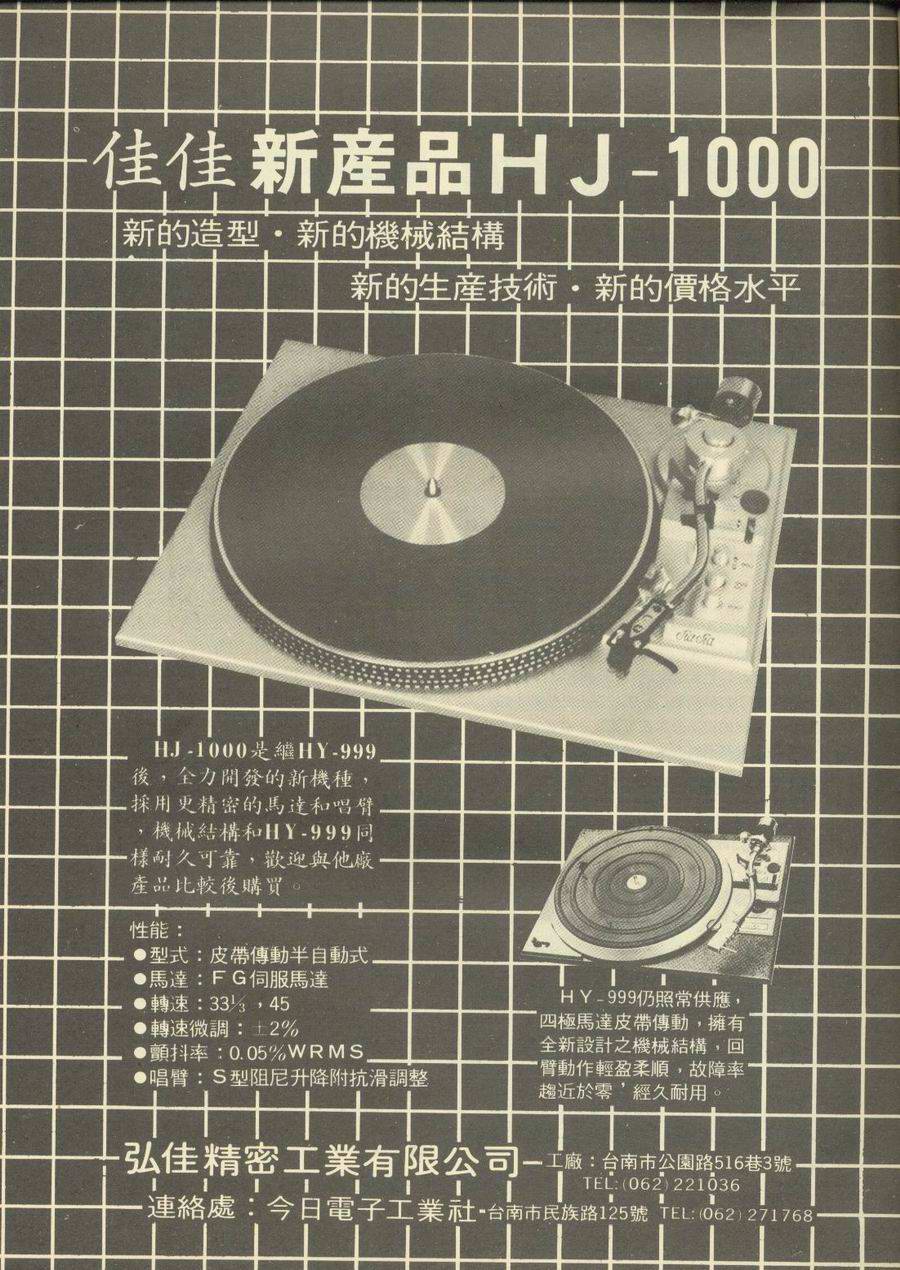 佳佳新産品HJ-1000
新的造型・新的機械結構
新的生産技術・新的價格水平
JiaJia
HJ-1000是繼HY-999
後，全力開發的新機種，
採用更精密的馬達和唱臂
，機械結構和HY-999同
樣耐久可靠，歡迎與他廠
產品比較後購買。
性能：
●型式：皮帶傳動半自動式
●馬達：FG伺服馬達
●轉速：33⅓，45
●轉速微調：±2%
●顫抖率：0.05%WRMS
●唱臂：S型阻尼升降附抗滑調整
HY-999仍照常供應，
四極馬達皮帶傳動，擁有
全新設計之機械結構，回
臂動作輕盈柔順，故障率
趨近於零，經久耐用。
弘佳精密工業有限公司-工廠：台南市公園路516巷3號
TEL:(062)221036
連絡處：今日電子工業社・台南市民族路125號 TEL:(062)271768